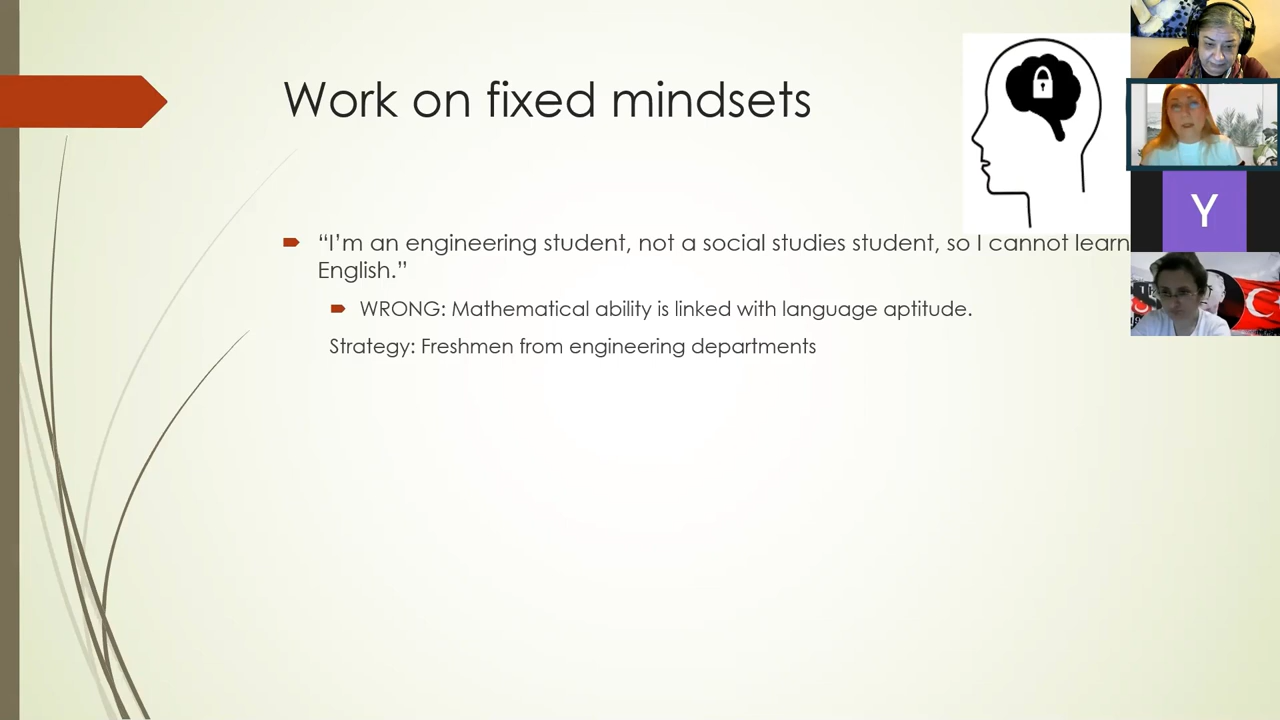 Work on fixed mindsets
“I’m an engineering student, not a social studies student, so I cannot learn
English.”
WRONG: Mathematical ability is linked with language aptitude.
Strategy: Freshmen from engineering departments
Y